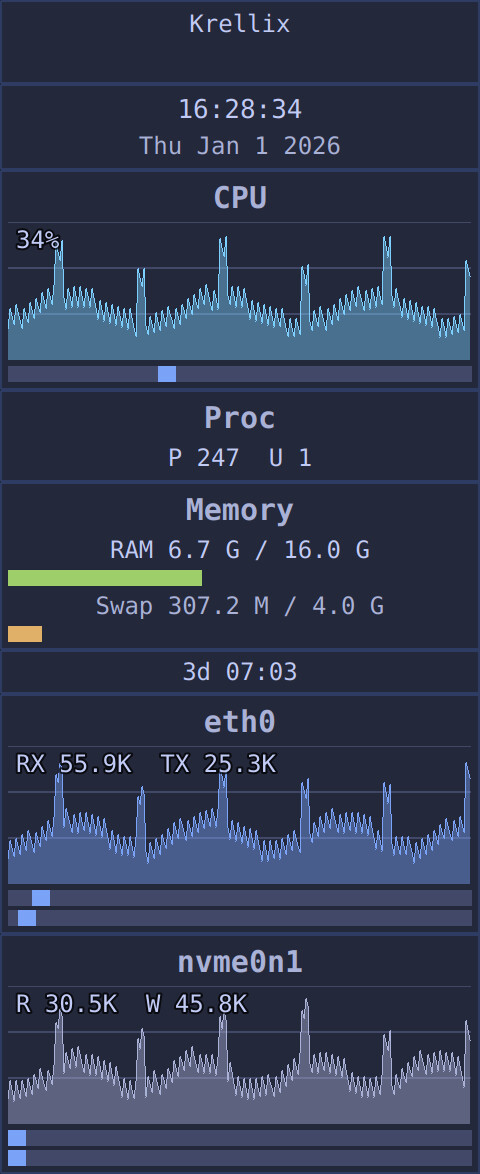 Krellix
16:28:34
Thu Jan 1 2026
CPU
34%
Proc
P 247 U 1
Memory
RAM 6.7 G / 16.0 G
Swap 307.2 M / 4.0 G
3d 07:03
eth0
RX 55.9K TX 25.3K
nvme0n1
R 30.5K W 45.8K